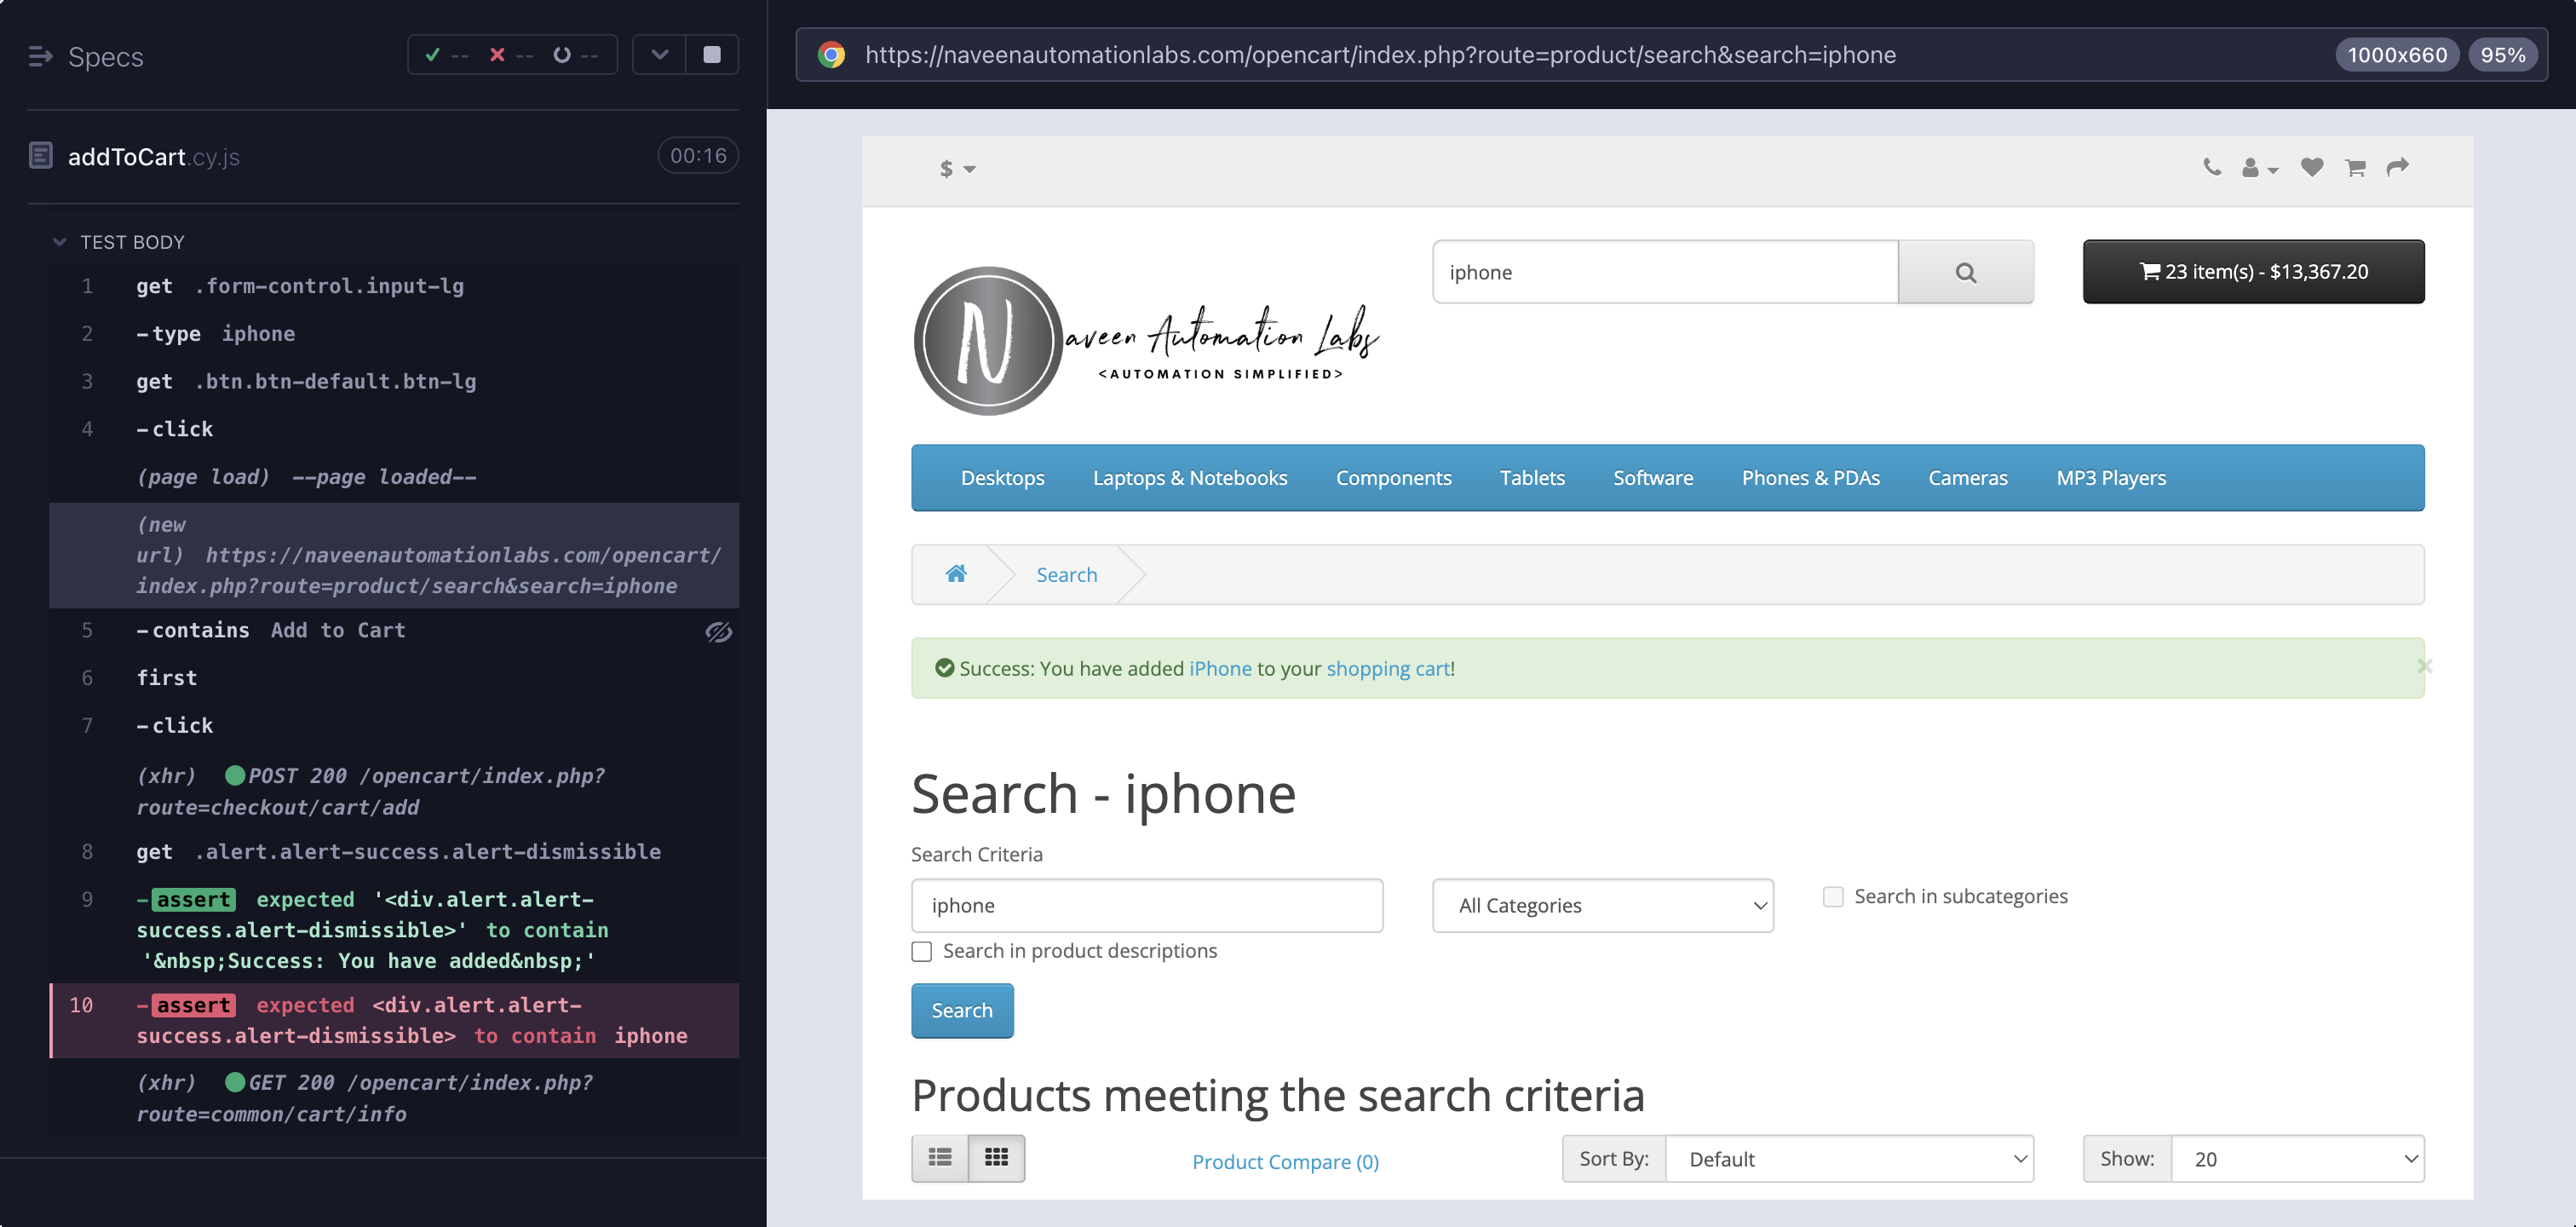 Specs
-- -- --
addToCart.cy.js 00:16
TEST BODY
1 get .form-control.input-lg
2 -type iphone
3 get .btn.btn-default.btn-lg
4 -click
(page load) --page loaded--
(new
url) https://naveenautomationlabs.com/opencart/
index.php?route=product/search&search=iphone
5 -contains Add to Cart
6 first
7 -click
(xhr) POST 200 /opencart/index.php?
route=checkout/cart/add
8 get .alert.alert-success.alert-dismissible
9 -assert expected '<div.alert.alert-
success.alert-dismissible>' to contain
'&nbsp;Success: You have added&nbsp;'
10 -assert expected <div.alert.alert-
success.alert-dismissible> to contain iphone
(xhr) GET 200 /opencart/index.php?
route=common/cart/info
https://naveenautomationlabs.com/opencart/index.php?route=product/search&search=iphone 1000x660 95%
$
iphone
23 item(s) - $13,367.20
Naveen Automation Labs
<AUTOMATION SIMPLIFIED>
Desktops Laptops & Notebooks Components Tablets Software Phones & PDAs Cameras MP3 Players
Search
Success: You have added iPhone to your shopping cart! ×
Search - iphone
Search Criteria
iphone All Categories Search in subcategories
Search in product descriptions
Search
Products meeting the search criteria
Product Compare (0) Sort By: Default Show: 20